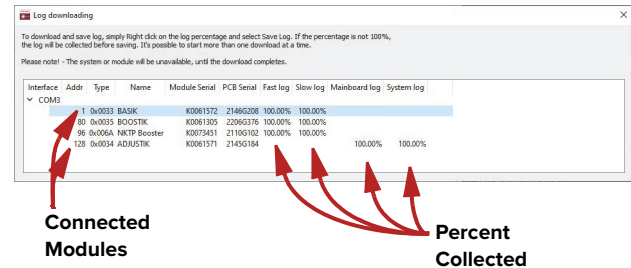 Log downloading
To download and save log, simply Right click on the log percentage and select Save Log. If the percentage is not 100%,
the log will be collected before saving. It's possible to start more than one download at a time.
Please note! - The system or module will be unavailable, until the download completes.
Interface Addr Type Name Module Serial PCB Serial Fast log Slow log Mainboard log System log
COM3
1 0x0033 BASIK K0061572 2146G208 100.00% 100.00%
80 0x0035 BOOSTIK K0061305 2206G376 100.00% 100.00%
96 0x006A NKTP Booster K0073451 2110G102 100.00% 100.00%
128 0x0034 ADJUSTIK K0061571 2145G184 100.00% 100.00%
Connected
Modules
Percent
Collected